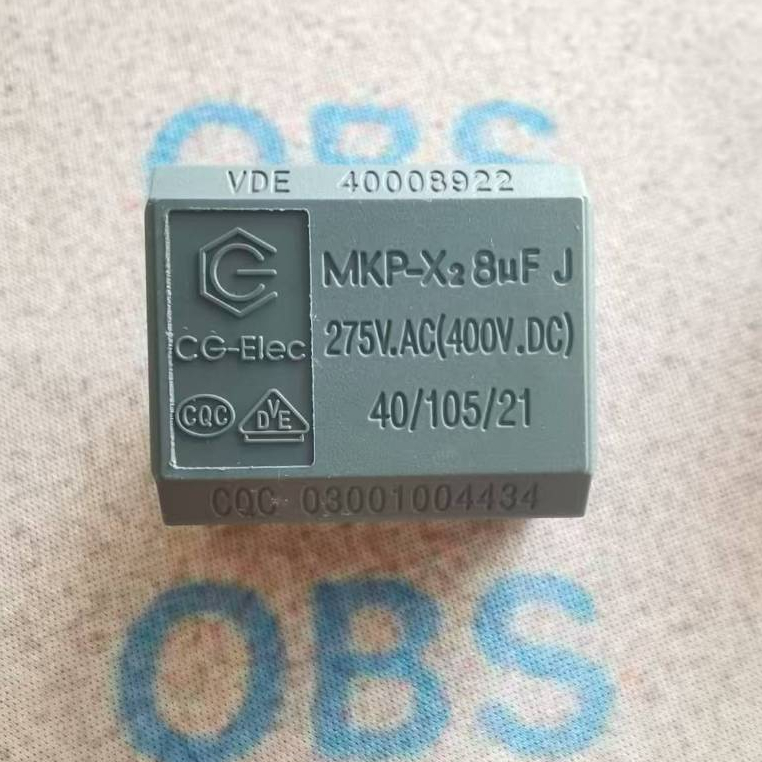 OBS
VDE 40008922
MKP-X2 8uF J
CG-Elec 275V.AC(400V.DC)
CQC DVE 40/105/21
CQC 03001004434
OBS